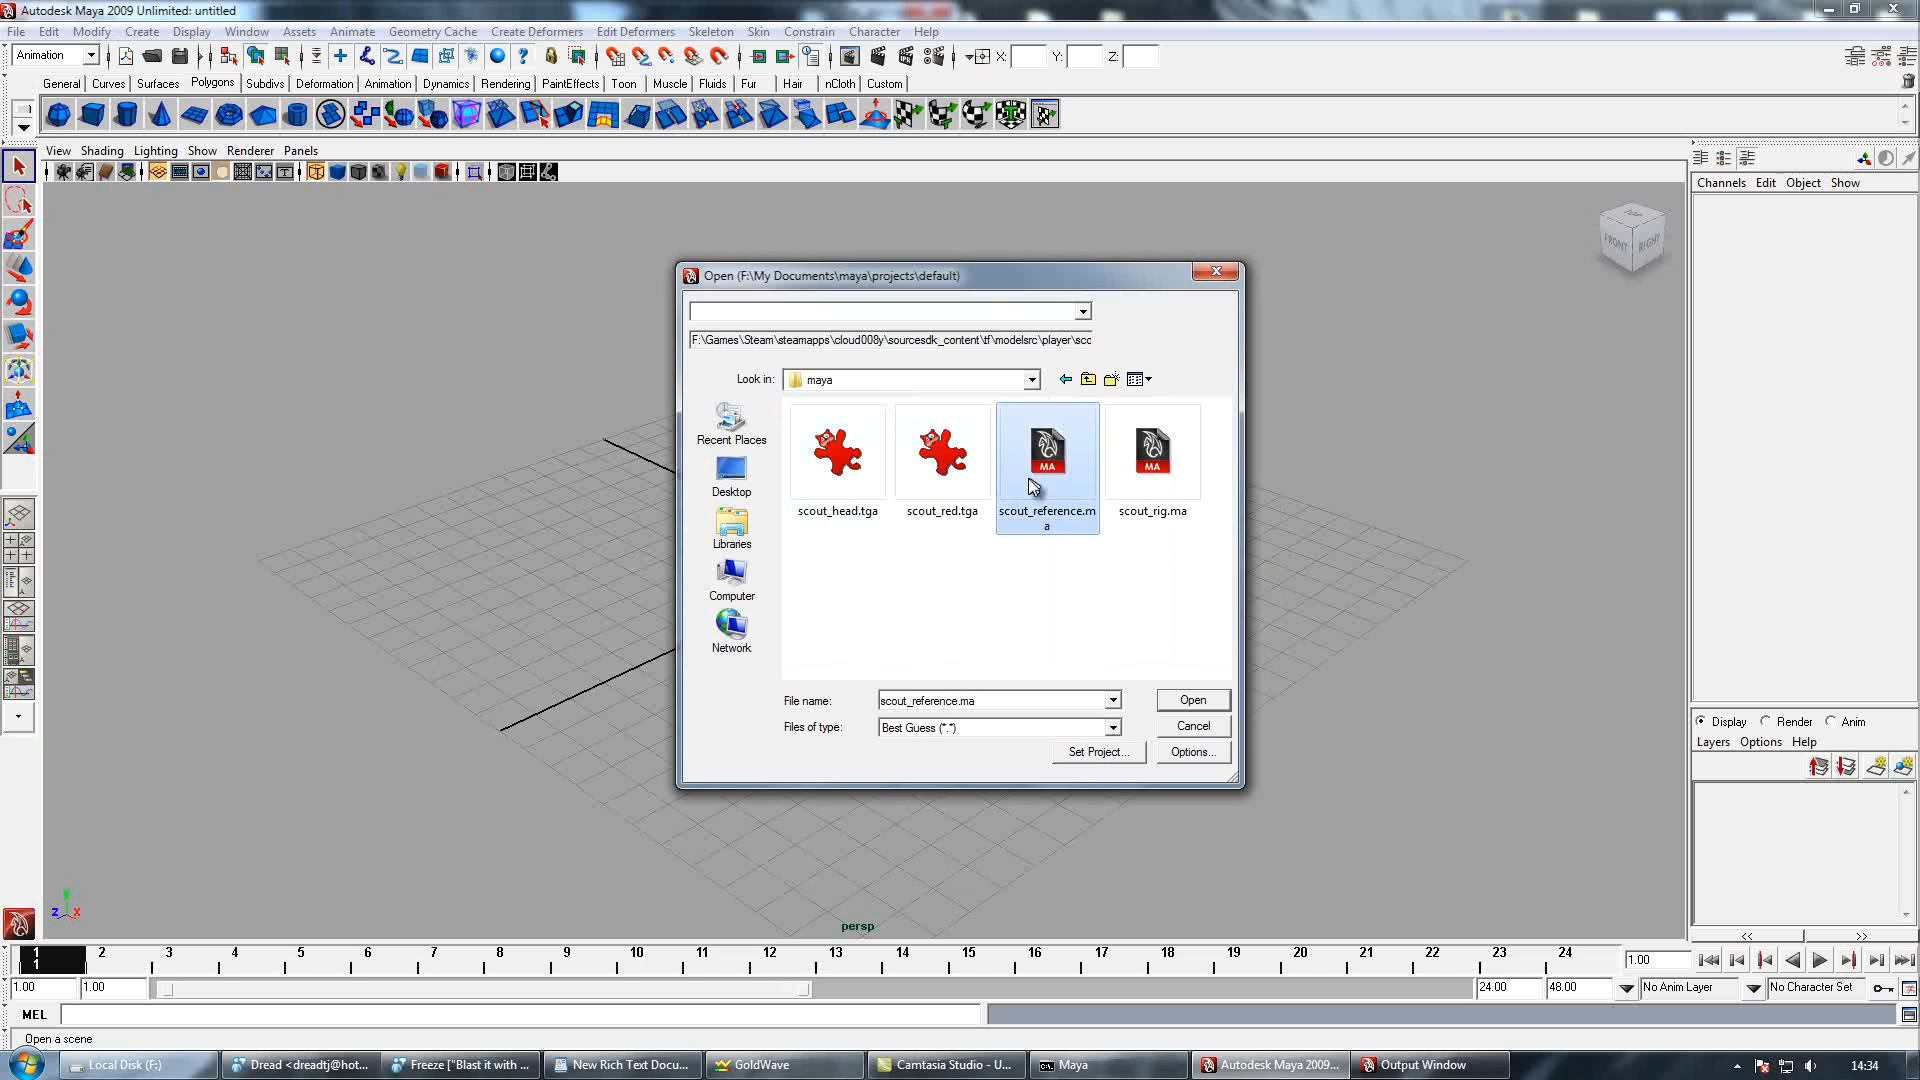 Autodesk Maya 2009 Unlimited: untitled
File Edit Modify Create Display Window Assets Animate Geometry Cache Create Deformers Edit Deformers Skeleton Skin Constrain Character Help
Animation X: Y: Z:
General Curves Surfaces Polygons Subdivs Deformation Animation Dynamics Rendering PaintEffects Toon Muscle Fluids Fur Hair nCloth Custom
View Shading Lighting Show Renderer Panels
Channels Edit Object Show
TOP
FRONT RIGHT
Open (F:\My Documents\maya\projects\default)
F:\Games\Steam\steamapps\cloud008y\sourcesdk_content\tf\modelsrc\player\scc
Look in: maya
Recent Places
Desktop
Libraries
Computer
Network
MA MA
scout_head.tga scout_red.tga scout_reference.m
a
scout_rig.ma
File name: scout_reference.ma Open
Files of type: Best Guess (*.*) Cancel
Set Project... Options...
Display Render Anim
Layers Options Help
y
z x
persp
<< >>
1 2 3 4 5 6 7 8 9 10 11 12 13 14 15 16 17 18 19 20 21 22 23 24
1 1.00
1.00 1.00 24.00 48.00 No Anim Layer No Character Set
MEL
Open a scene
Local Disk (F:) Dread <dreadtj@hot... Freeze ["Blast it with ... New Rich Text Docu... GoldWave Camtasia Studio - U... Maya Autodesk Maya 2009... Output Window 14:34